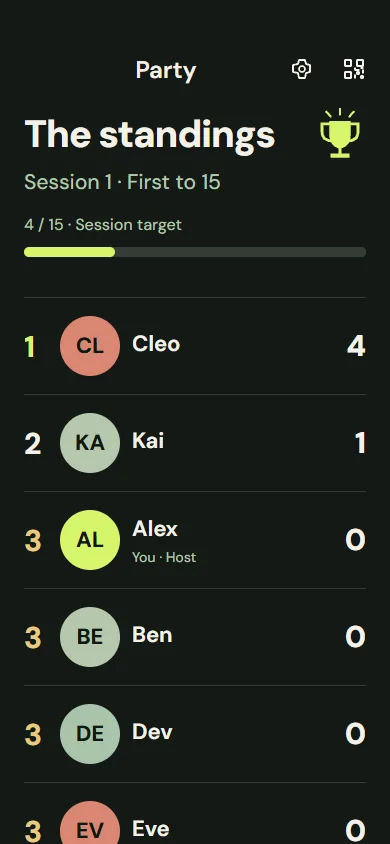 Party
The standings
Session 1 · First to 15
4 / 15 · Session target
1 CL Cleo 4
2 KA Kai 1
3 AL Alex 0
You · Host
3 BE Ben 0
3 DE Dev 0
3 EV Eve 0